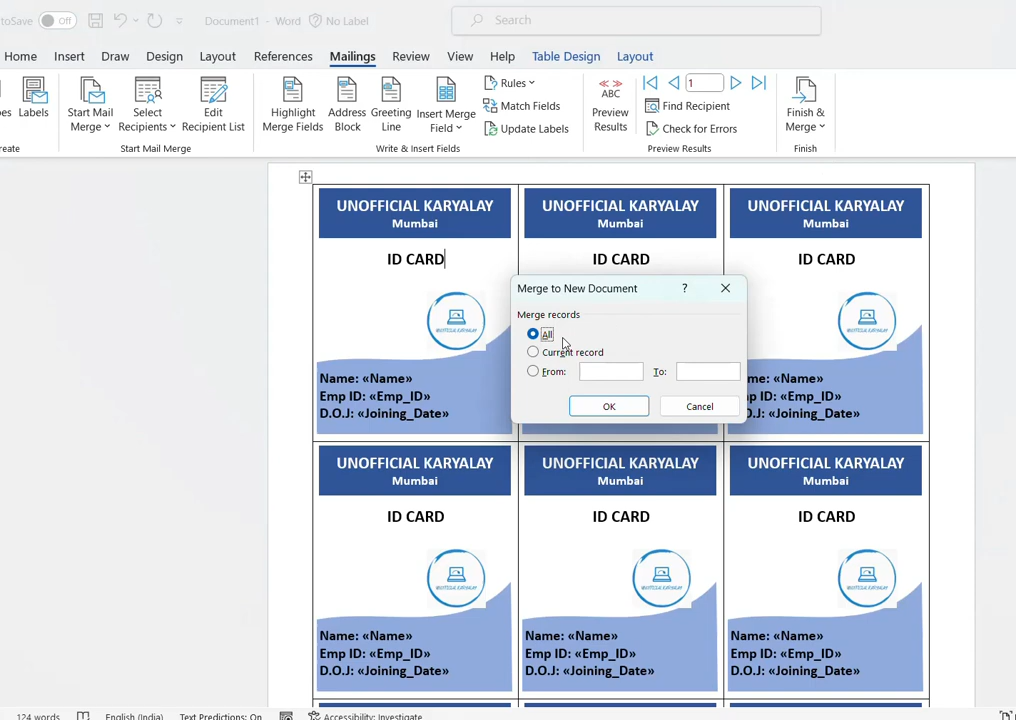 toSave Off
Document1 - Word No Label
Search
Home Insert Draw Design Layout References Mailings Review View Help Table Design Layout
Labels
Start Mail Merge
Select Recipients
Edit Recipient List
Highlight Merge Fields
Address Block
Greeting Line
Insert Merge Field
Rules
Match Fields
Update Labels
ABC
Preview Results
1
Find Recipient
Check for Errors
Finish & Merge
reate Start Mail Merge Write & Insert Fields Preview Results Finish
UNOFFICIAL KARYALAY UNOFFICIAL KARYALAY UNOFFICIAL KARYALAY
Mumbai Mumbai Mumbai
ID CARD ID CARD ID CARD
Merge to New Document ?
Merge records
All
Current record
From: To:
OK Cancel
Name: «Name» me: «Name»
Emp ID: «Emp_ID» p ID: «Emp_ID»
D.O.J: «Joining_Date» D.J: «Joining_Date»
UNOFFICIAL KARYALAY UNOFFICIAL KARYALAY UNOFFICIAL KARYALAY
Mumbai Mumbai Mumbai
ID CARD ID CARD ID CARD
Name: «Name» Name: «Name» Name: «Name»
Emp ID: «Emp_ID» Emp ID: «Emp_ID» Emp ID: «Emp_ID»
D.O.J: «Joining_Date» D.O.J: «Joining_Date» D.O.J: «Joining_Date»
124 words English (India) Text Predictions: On Accessibility: Investigate